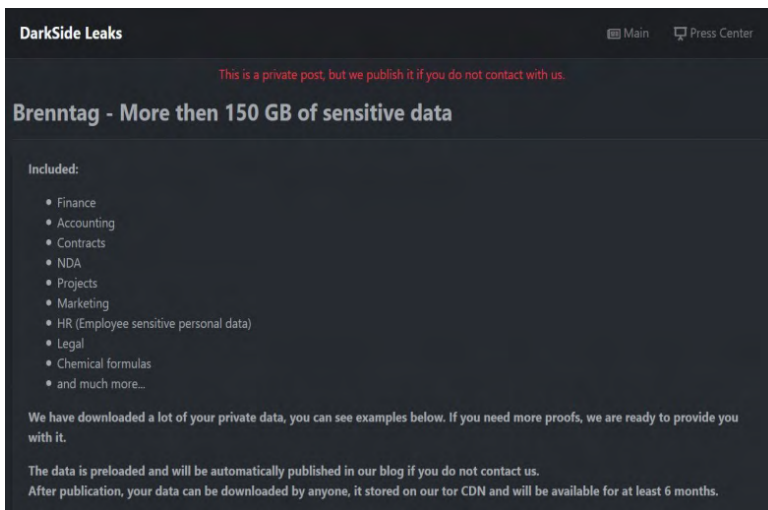 DarkSide Leaks
Main
Press Center
This is a private post, but we publish it if you do not contact with us.
Brenntag - More then 150 GB of sensitive data
Included:
Finance
Accounting
Contracts
NDA
Projects
Marketing
HR (Employee sensitive personal data)
Legal
Chemical formulas
and much more...
We have downloaded a lot of your private data, you can see examples below. If you need more proofs, we are ready to provide you
with it.
The data is preloaded and will be automatically published in our blog if you do not contact us.
After publication, your data can be downloaded by anyone, it stored on our tor CDN and will be available for at least 6 months.